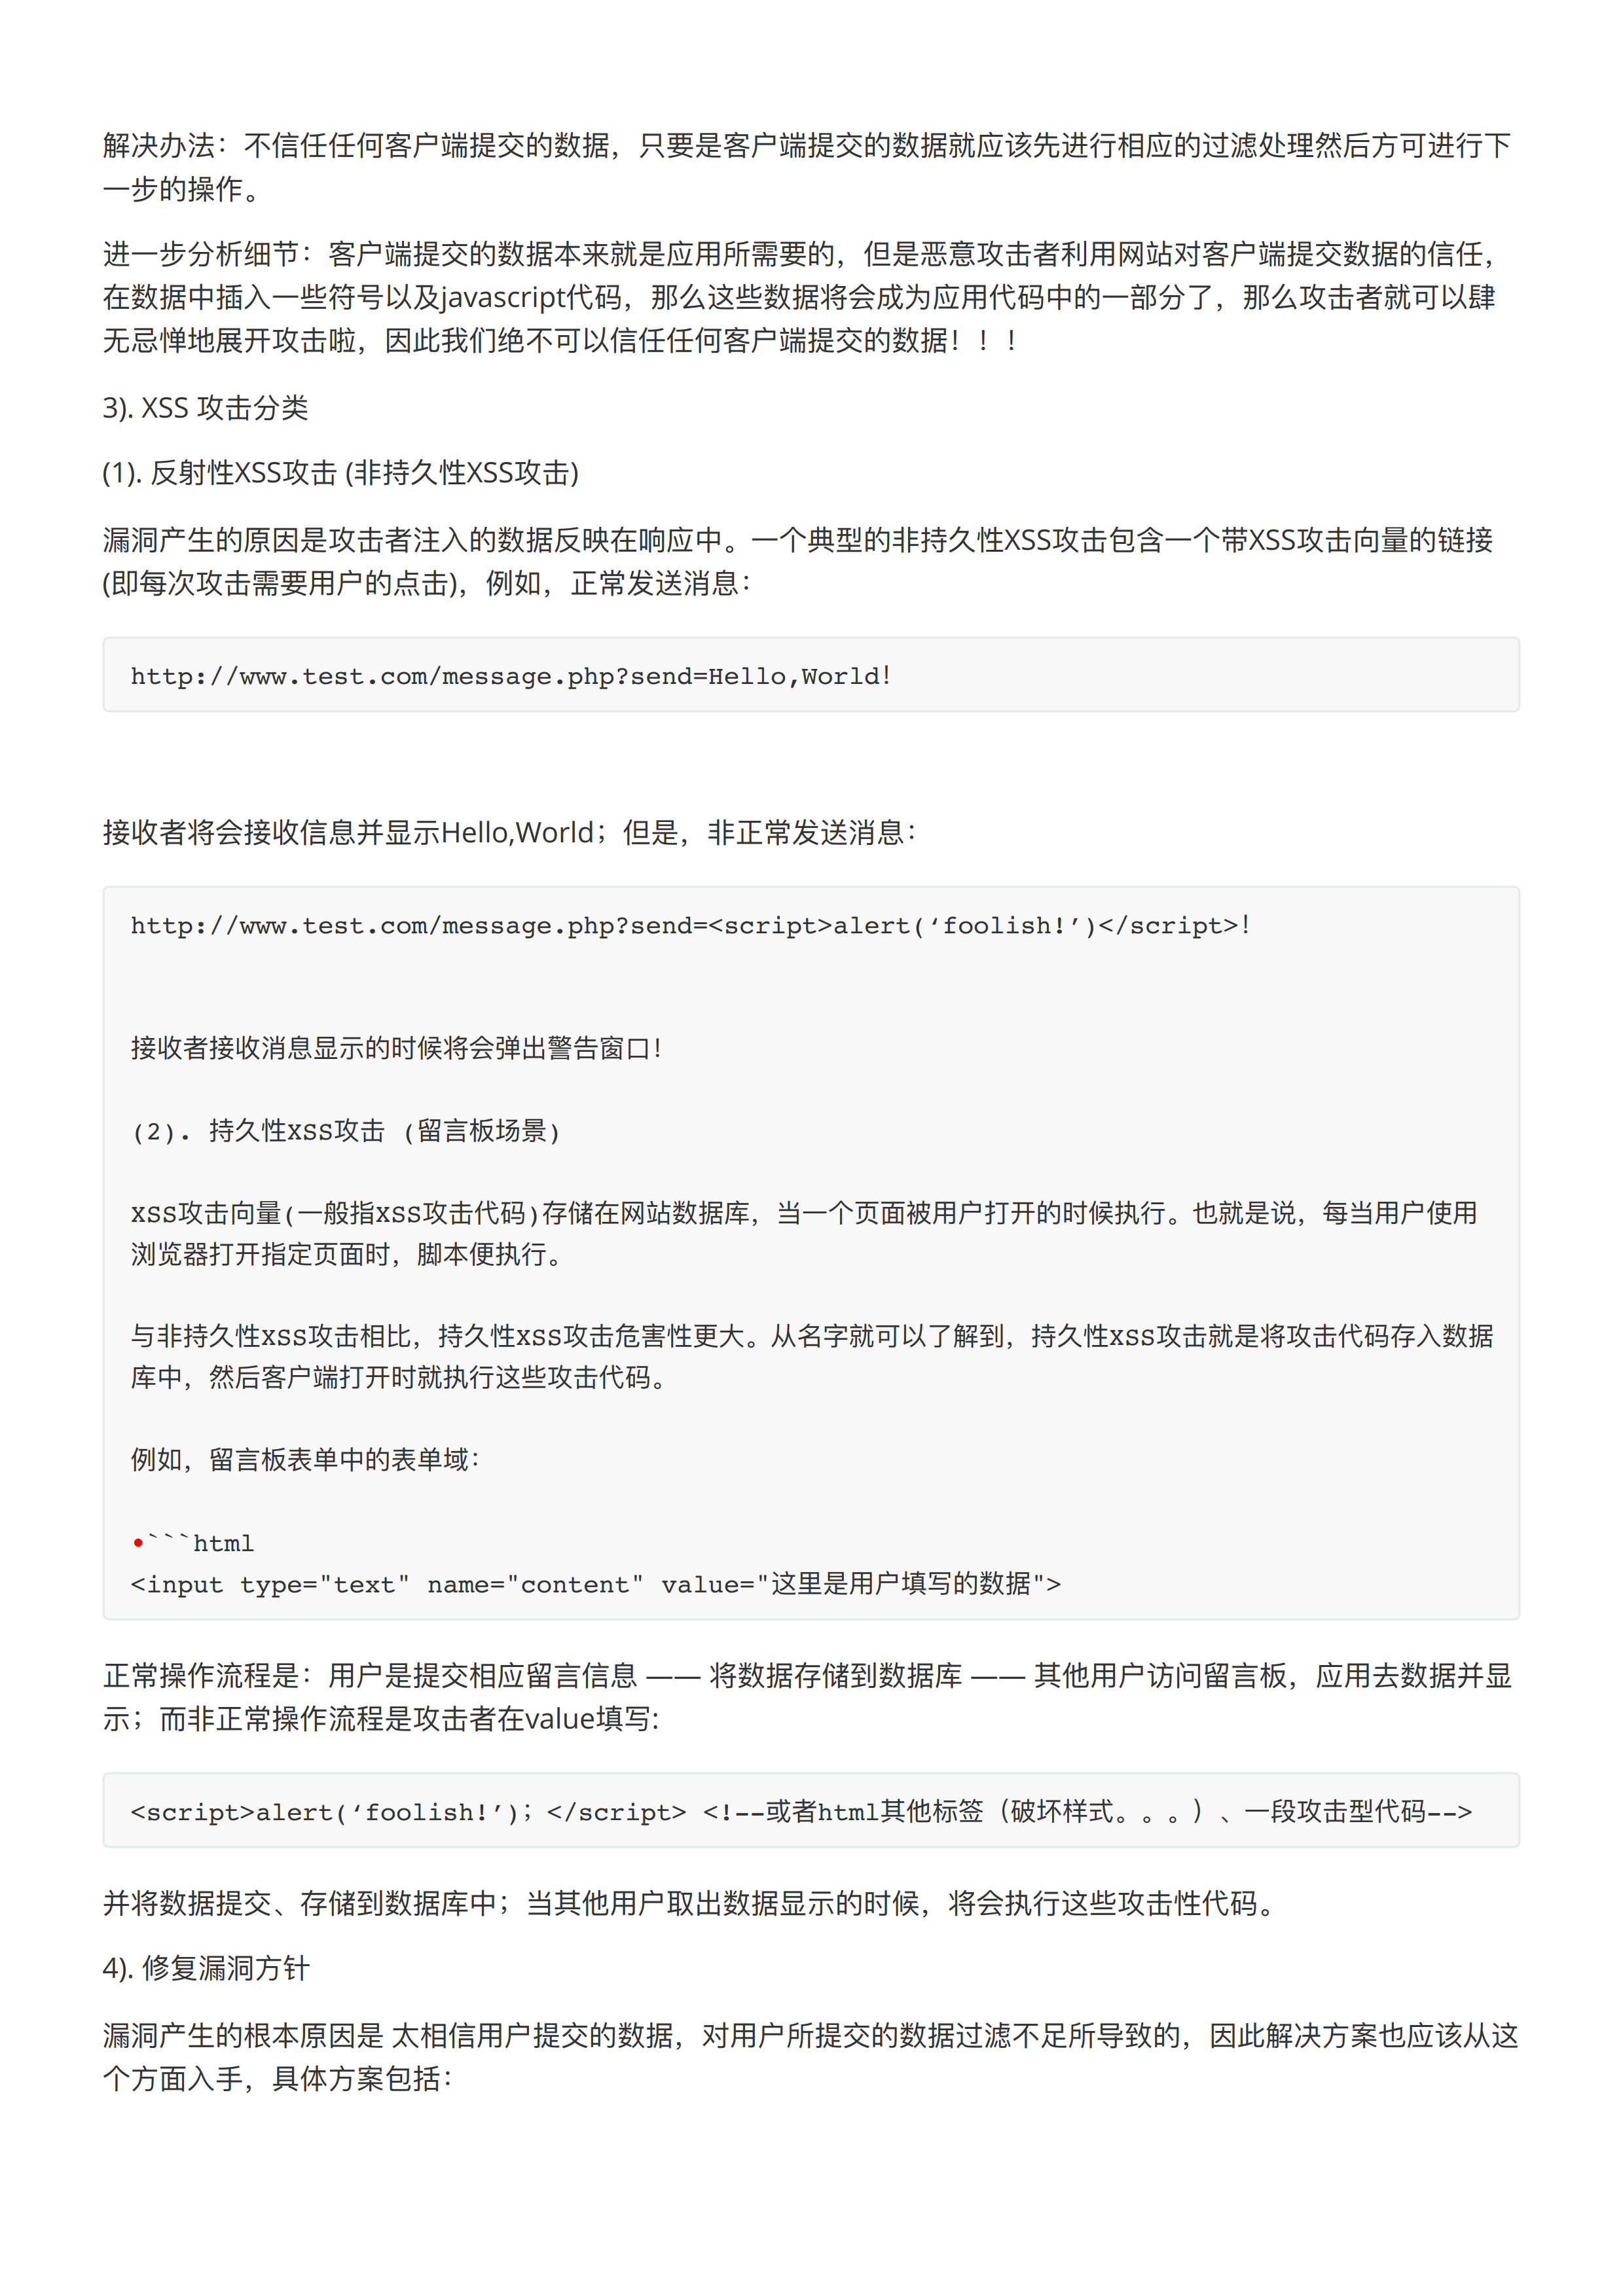 解决办法：不信任任何客户端提交的数据，只要是客户端提交的数据就应该先进行相应的过滤处理然后方可进行下
一步的操作。
进一步分析细节：客户端提交的数据本来就是应用所需要的，但是恶意攻击者利用网站对客户端提交数据的信任，
在数据中插入一些符号以及javascript代码，那么这些数据将会成为应用代码中的一部分了，那么攻击者就可以肆
无忌惮地展开攻击啦，因此我们绝不可以信任任何客户端提交的数据！！！
3). XSS 攻击分类
(1). 反射性XSS攻击 (非持久性XSS攻击)
漏洞产生的原因是攻击者注入的数据反映在响应中。一个典型的非持久性XSS攻击包含一个带XSS攻击向量的链接
(即每次攻击需要用户的点击)，例如，正常发送消息：
http://www.test.com/message.php?send=Hello,World！
接收者将会接收信息并显示Hello,World；但是，非正常发送消息：
http://www.test.com/message.php?send=<script>alert(‘foolish!’)</script>！
接收者接收消息显示的时候将会弹出警告窗口！
(2). 持久性XSS攻击 (留言板场景)
XSS攻击向量(一般指XSS攻击代码)存储在网站数据库，当一个页面被用户打开的时候执行。也就是说，每当用户使用
浏览器打开指定页面时，脚本便执行。
与非持久性XSS攻击相比，持久性XSS攻击危害性更大。从名字就可以了解到，持久性XSS攻击就是将攻击代码存入数据
库中，然后客户端打开时就执行这些攻击代码。
例如，留言板表单中的表单域：
•```html
<input type="text" name="content" value="这里是用户填写的数据">
正常操作流程是：用户是提交相应留言信息 —— 将数据存储到数据库 —— 其他用户访问留言板，应用去数据并显
示；而非正常操作流程是攻击者在value填写:
<script>alert(‘foolish!’)；</script> <!--或者html其他标签（破坏样式。。。）、一段攻击型代码-->
并将数据提交、存储到数据库中；当其他用户取出数据显示的时候，将会执行这些攻击性代码。
4). 修复漏洞方针
漏洞产生的根本原因是 太相信用户提交的数据，对用户所提交的数据过滤不足所导致的，因此解决方案也应该从这
个方面入手，具体方案包括：